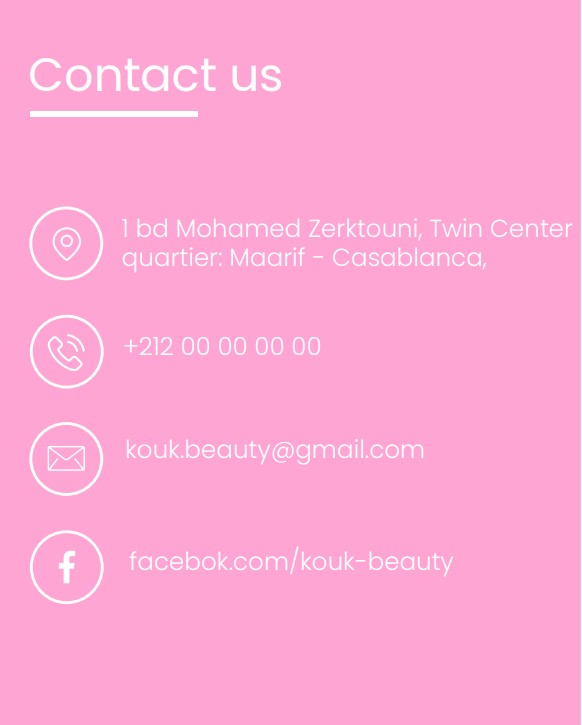 Contact us
1 bd Mohamed Zerktouni, Twin Center
quartier: Maarif - Casablanca,
+212 00 00 00 00
kouk.beauty@gmail.com
facebok.com/kouk-beauty